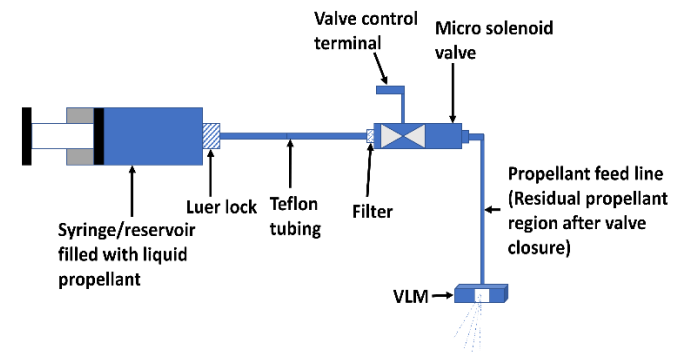 Valve control
terminal
Micro solenoid
valve
Luer lock
Teflon
tubing
Filter
Syringe/reservoir
filled with liquid
propellant
Propellant feed line
(Residual propellant
region after valve
closure)
VLM